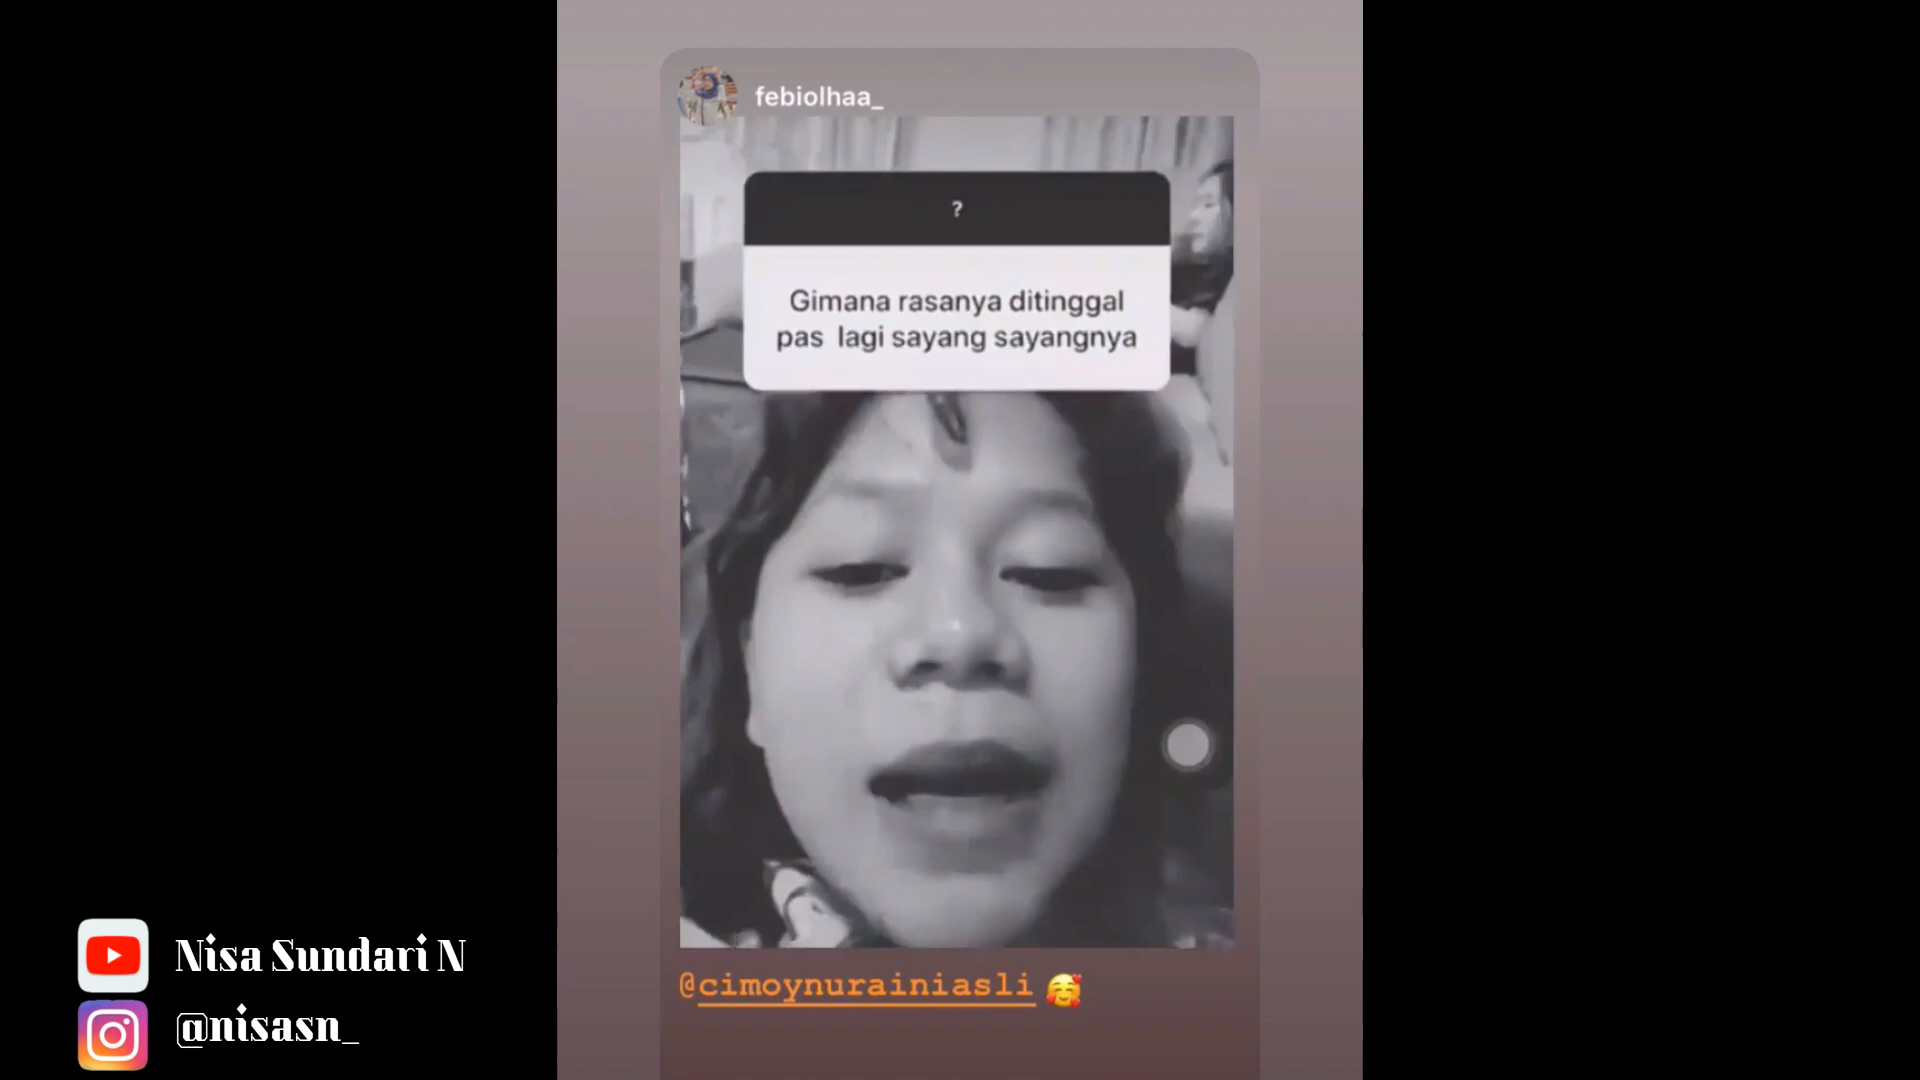 febiolhaa_
?
Gimana rasanya ditinggal
pas lagi sayang sayangnya
@cimoynurainiasli 🥰
Nisa Sundari N
@nisasn_